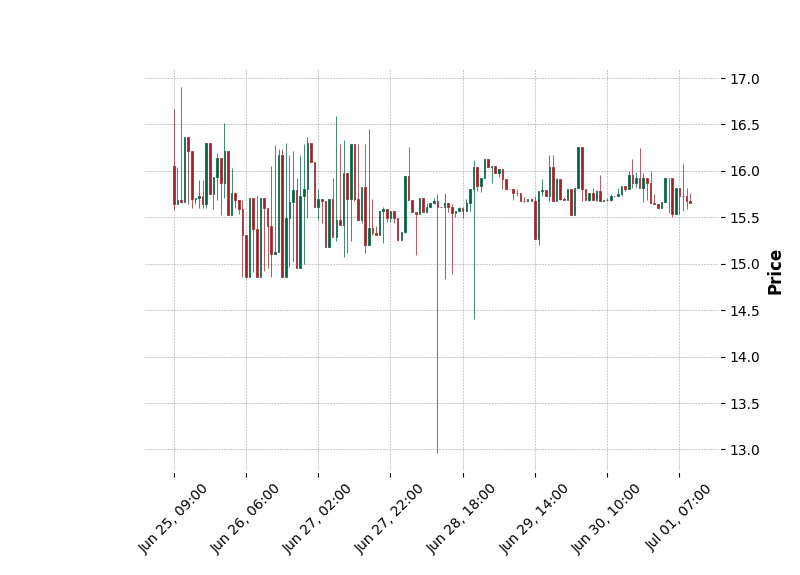 17.0
16.5
16.0
15.5
15.0
14.5
14.0
13.5
13.0
Price
Jun 25, 09:00
Jun 26, 06:00
Jun 27, 02:00
Jun 27, 22:00
Jun 28, 18:00
Jun 29, 14:00
Jun 30, 10:00
Jul 01, 07:00